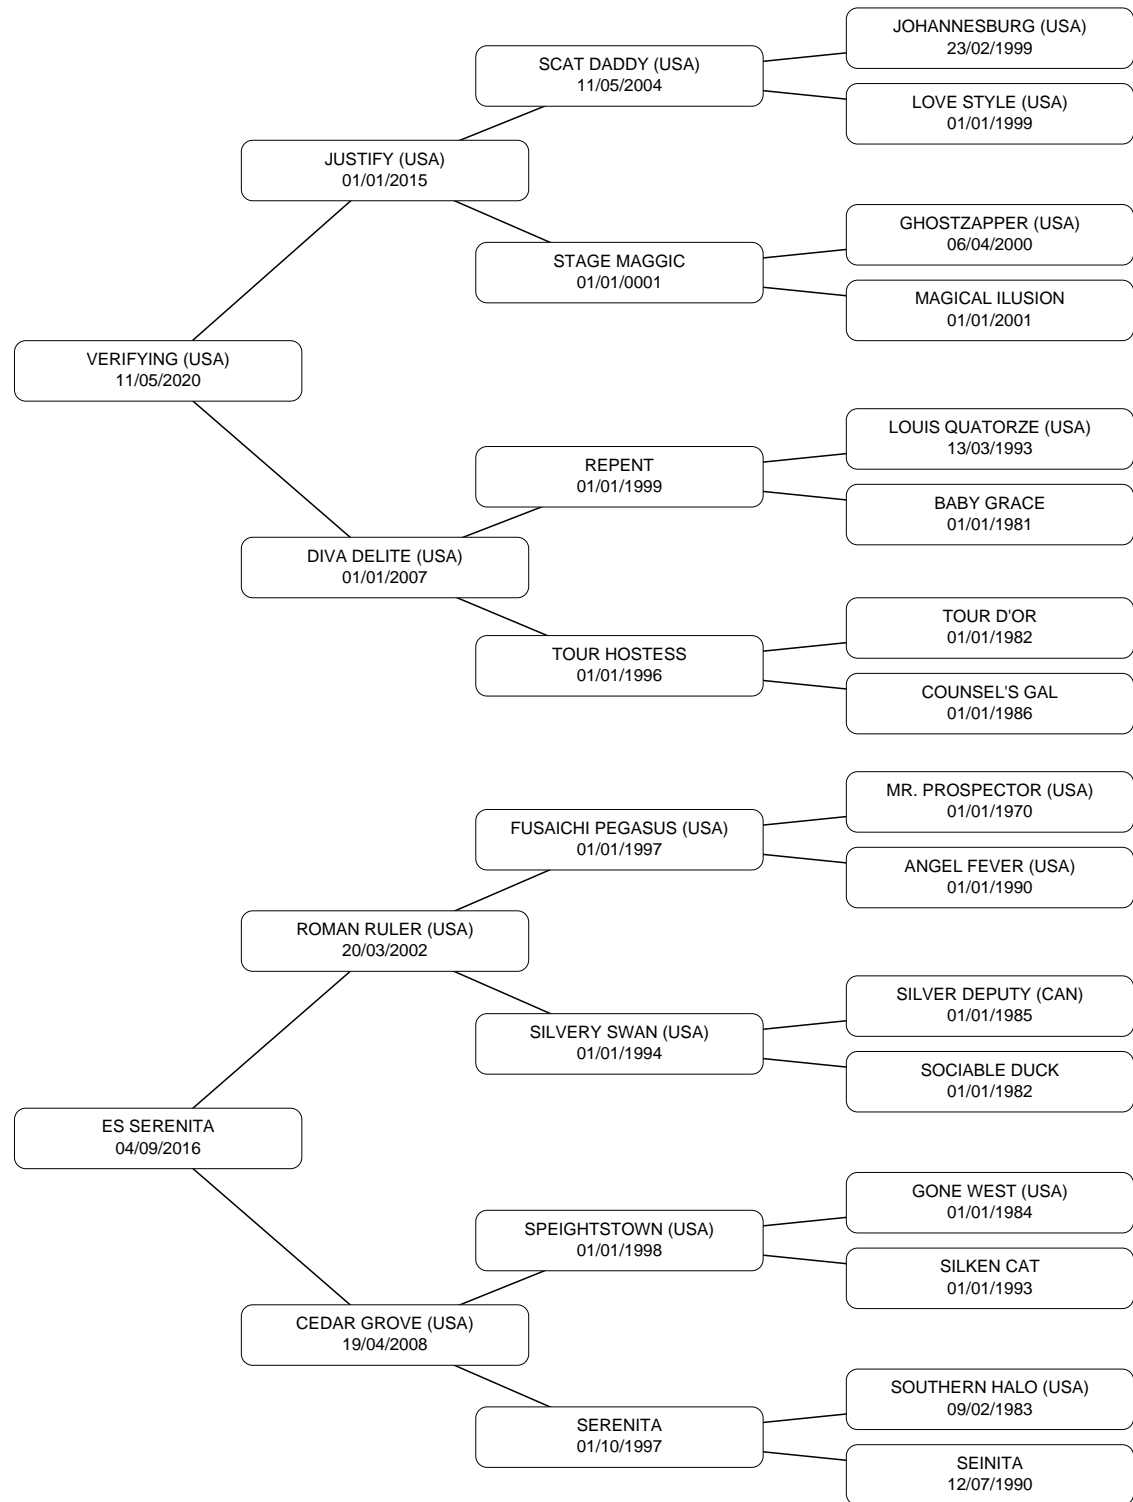 JOHANNESBURG (USA)
23/02/1999
SCAT DADDY (USA)
11/05/2004
LOVE STYLE (USA)
01/01/1999
JUSTIFY (USA)
01/01/2015
GHOSTZAPPER (USA)
06/04/2000
STAGE MAGGIC
01/01/0001
MAGICAL ILUSION
01/01/2001
VERIFYING (USA)
11/05/2020
LOUIS QUATORZE (USA)
13/03/1993
REPENT
01/01/1999
BABY GRACE
01/01/1981
DIVA DELITE (USA)
01/01/2007
TOUR D'OR
01/01/1982
TOUR HOSTESS
01/01/1996
COUNSEL'S GAL
01/01/1986
MR. PROSPECTOR (USA)
01/01/1970
FUSAICHI PEGASUS (USA)
01/01/1997
ANGEL FEVER (USA)
01/01/1990
ROMAN RULER (USA)
20/03/2002
SILVER DEPUTY (CAN)
01/01/1985
SILVERY SWAN (USA)
01/01/1994
SOCIABLE DUCK
01/01/1982
ES SERENITA
04/09/2016
GONE WEST (USA)
01/01/1984
SPEIGHTSTOWN (USA)
01/01/1998
SILKEN CAT
01/01/1993
CEDAR GROVE (USA)
19/04/2008
SOUTHERN HALO (USA)
09/02/1983
SERENITA
01/10/1997
SEINITA
12/07/1990